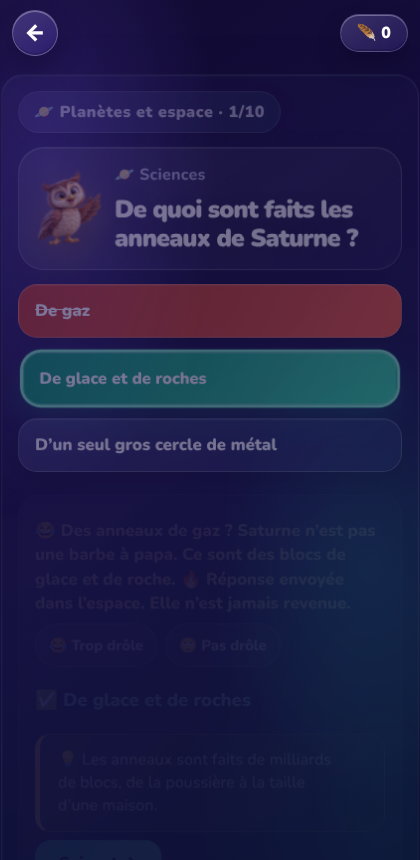 0
Planètes et espace · 1/10
Sciences
De quoi sont faits les
anneaux de Saturne ?
De gaz
De glace et de roches
D'un seul gros cercle de métal
Des anneaux de gaz ? Saturne n'est pas
une barbe à papa. Ce sont des blocs de
glace et de roche. 🔥 Réponse envoyée
dans l'espace. Elle n'est jamais revenue.
Trop drôle Pas drôle
✅ De glace et de roches
💡 Les anneaux sont faits de milliards
de blocs, de la poussière à la taille
d'une maison.